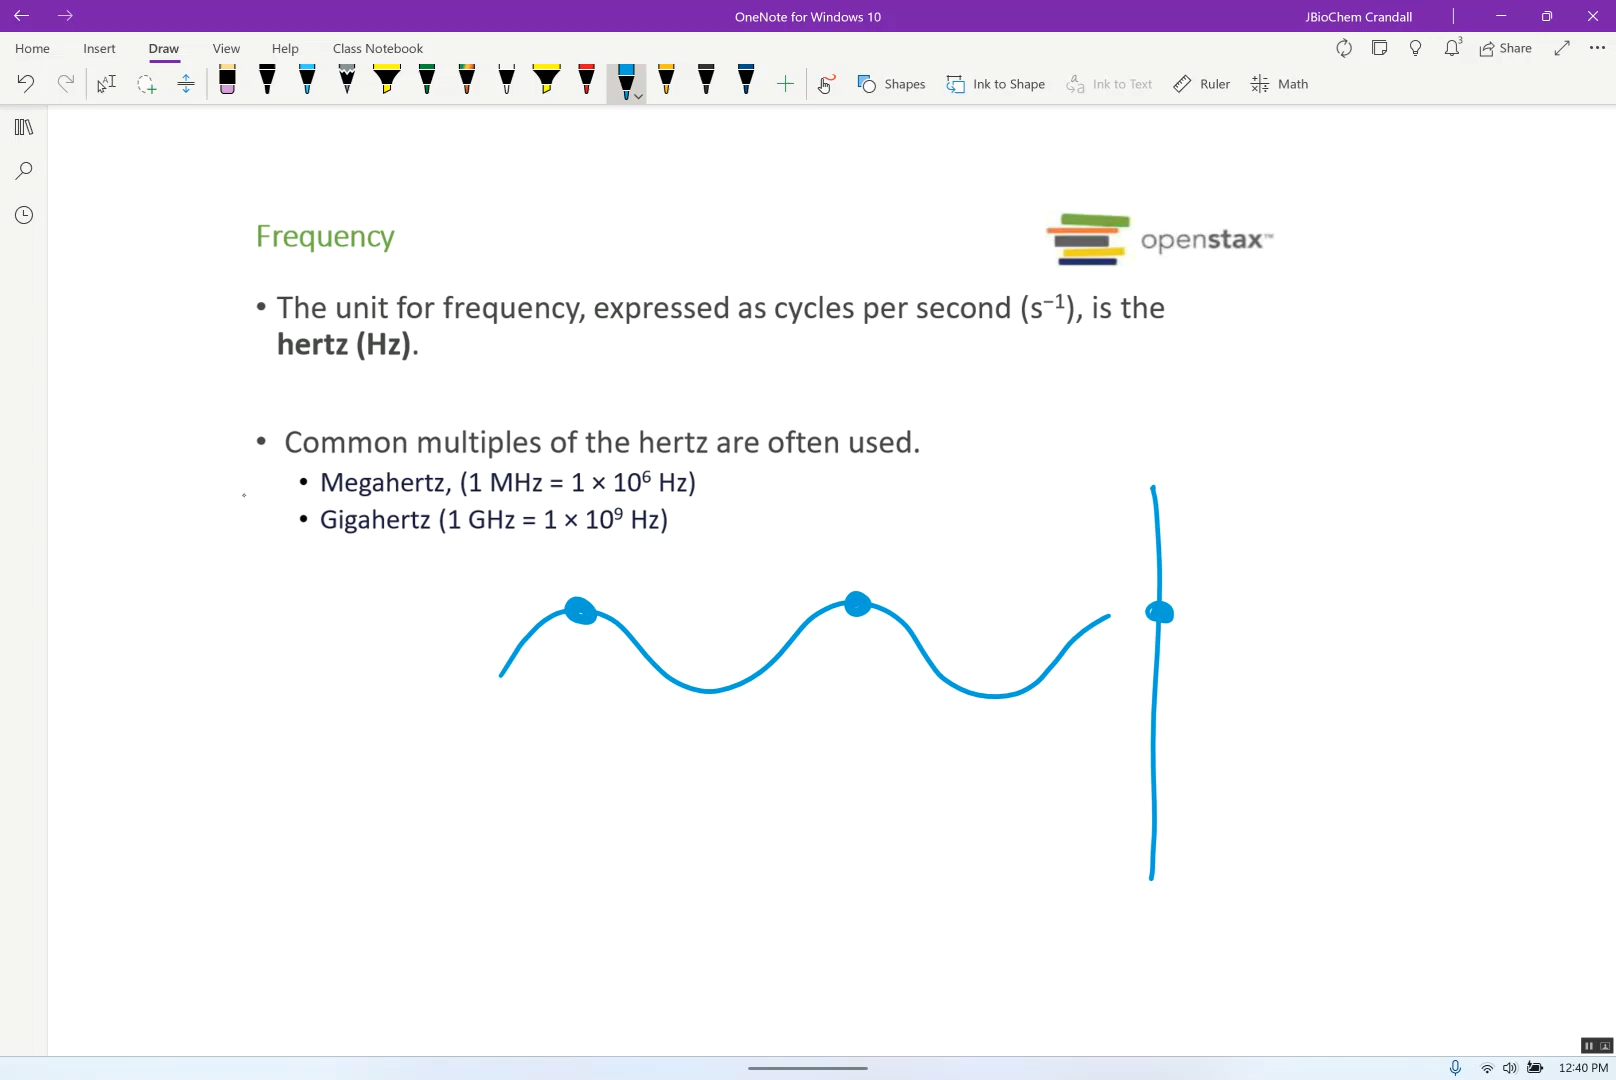 OneNote for Windows 10
JBioChem Crandall
Home Insert Draw View Help Class Notebook
3
Share
Shapes Ink to Shape Ink to Text Ruler Math
Frequency
openstax™
• The unit for frequency, expressed as cycles per second (s⁻¹), is the
hertz (Hz).
• Common multiples of the hertz are often used.
• Megahertz, (1 MHz = 1 × 10⁶ Hz)
• Gigahertz (1 GHz = 1 × 10⁹ Hz)
12:40 PM